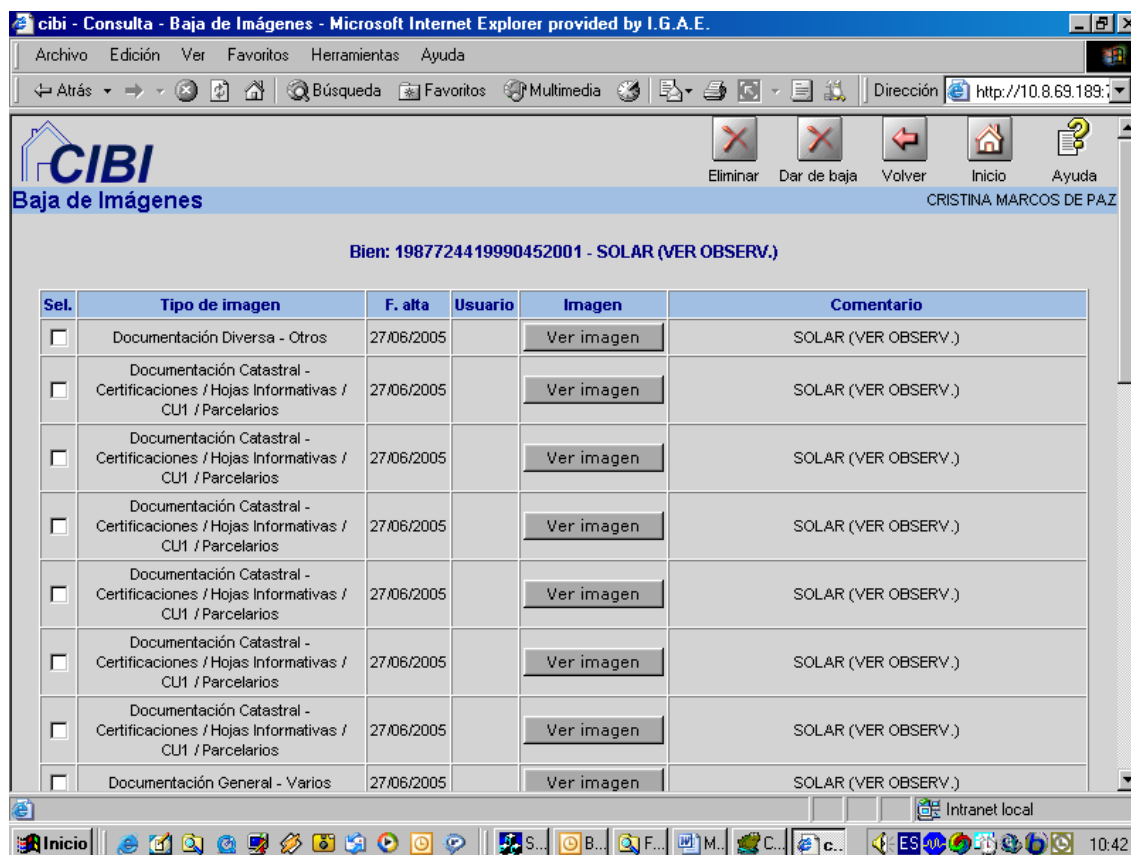 cibi - Consulta - Baja de Imágenes - Microsoft Internet Explorer provided by I.G.A.E.
Archivo Edición Ver Favoritos Herramientas Ayuda
Atrás Búsqueda Favoritos Multimedia Dirección http://10.8.69.189:
CIBI
Eliminar Dar de baja Volver Inicio Ayuda
Baja de Imágenes CRISTINA MARCOS DE PAZ
Bien: 1987724419990452001 - SOLAR (VER OBSERV.)
Sel. Tipo de imagen F. alta Usuario Imagen Comentario
Documentación Diversa - Otros 27/06/2005 Ver imagen SOLAR (VER OBSERV.)
Documentación Catastral -
Certificaciones / Hojas Informativas / 27/06/2005 Ver imagen SOLAR (VER OBSERV.)
CU1 / Parcelarios
Documentación Catastral -
Certificaciones / Hojas Informativas / 27/06/2005 Ver imagen SOLAR (VER OBSERV.)
CU1 / Parcelarios
Documentación Catastral -
Certificaciones / Hojas Informativas / 27/06/2005 Ver imagen SOLAR (VER OBSERV.)
CU1 / Parcelarios
Documentación Catastral -
Certificaciones / Hojas Informativas / 27/06/2005 Ver imagen SOLAR (VER OBSERV.)
CU1 / Parcelarios
Documentación Catastral -
Certificaciones / Hojas Informativas / 27/06/2005 Ver imagen SOLAR (VER OBSERV.)
CU1 / Parcelarios
Documentación Catastral -
Certificaciones / Hojas Informativas / 27/06/2005 Ver imagen SOLAR (VER OBSERV.)
CU1 / Parcelarios
Documentación General - Varios 27/06/2005 Ver imagen SOLAR (VER OBSERV.)
Intranet local
Inicio S... B... F... M... C... c... ES 10:42